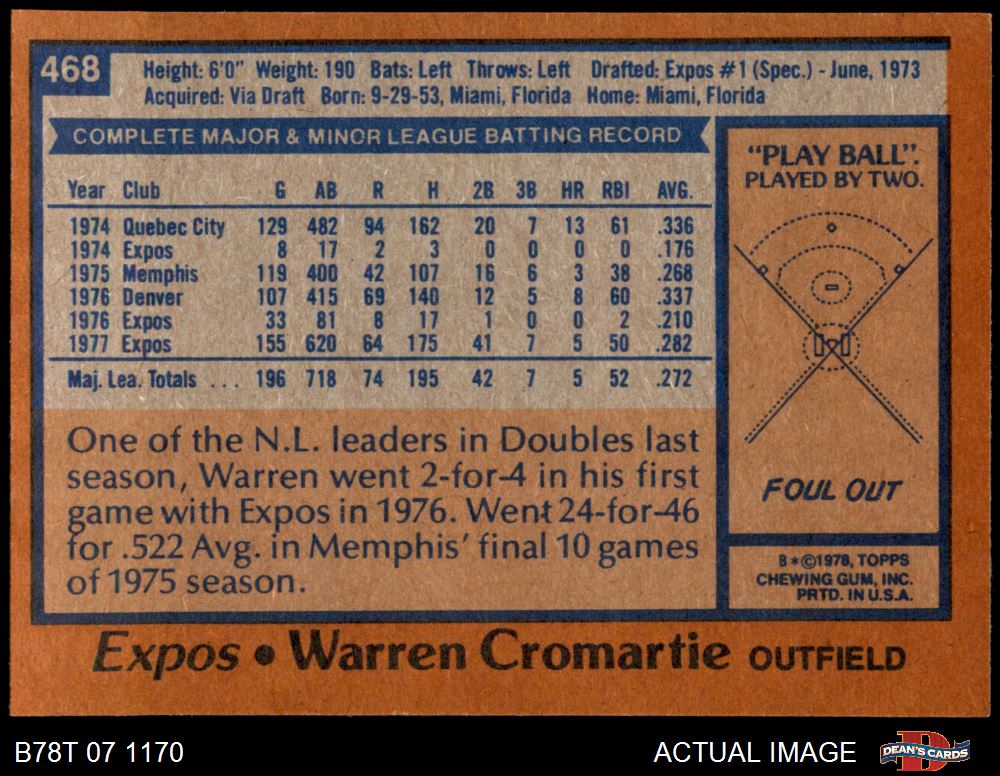 468
Height: 6'0" Weight: 190 Bats: Left Throws: Left Drafted: Expos #1 (Spec.) - June, 1973
Acquired: Via Draft Born: 9-29-53, Miami, Florida Home: Miami, Florida
COMPLETE MAJOR & MINOR LEAGUE BATTING RECORD
Year Club G AB R H 2B 3B HR RBI AVG.
1974 Quebec City 129 482 94 162 20 7 13 61 .336
1974 Expos 8 17 2 3 0 0 0 0 .176
1975 Memphis 119 400 42 107 16 6 3 38 .268
1976 Denver 107 415 69 140 12 5 8 60 .337
1976 Expos 33 81 8 17 1 0 0 2 .210
1977 Expos 155 620 64 175 41 7 5 50 .282
Maj. Lea. Totals ... 196 718 74 195 42 7 5 52 .272
One of the N.L. leaders in Doubles last
season, Warren went 2-for-4 in his first
game with Expos in 1976. Went 24-for-46
for .522 Avg. in Memphis' final 10 games
of 1975 season.
"PLAY BALL".
PLAYED BY TWO.
FOUL OUT
B*©1978, TOPPS
CHEWING GUM, INC.
PRTD. IN U.S.A.
Expos • Warren Cromartie OUTFIELD
B78T 07 1170
ACTUAL IMAGE
DEAN'S CARDS